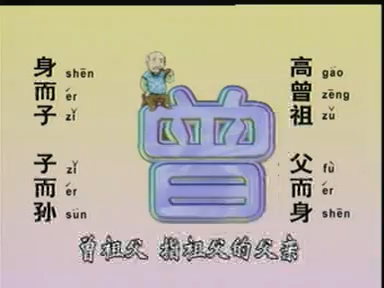 高曾祖 父而身
gāo zēng zǔ fù ér shēn
身而子 子而孙
shēn ér zǐ zǐ ér sūn
曾
曾祖父 指祖父的父亲